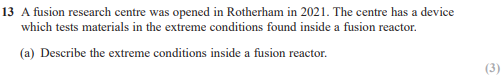 13 A fusion research centre was opened in Rotherham in 2021. The centre has a device
which tests materials in the extreme conditions found inside a fusion reactor.
(a) Describe the extreme conditions inside a fusion reactor.
(3)